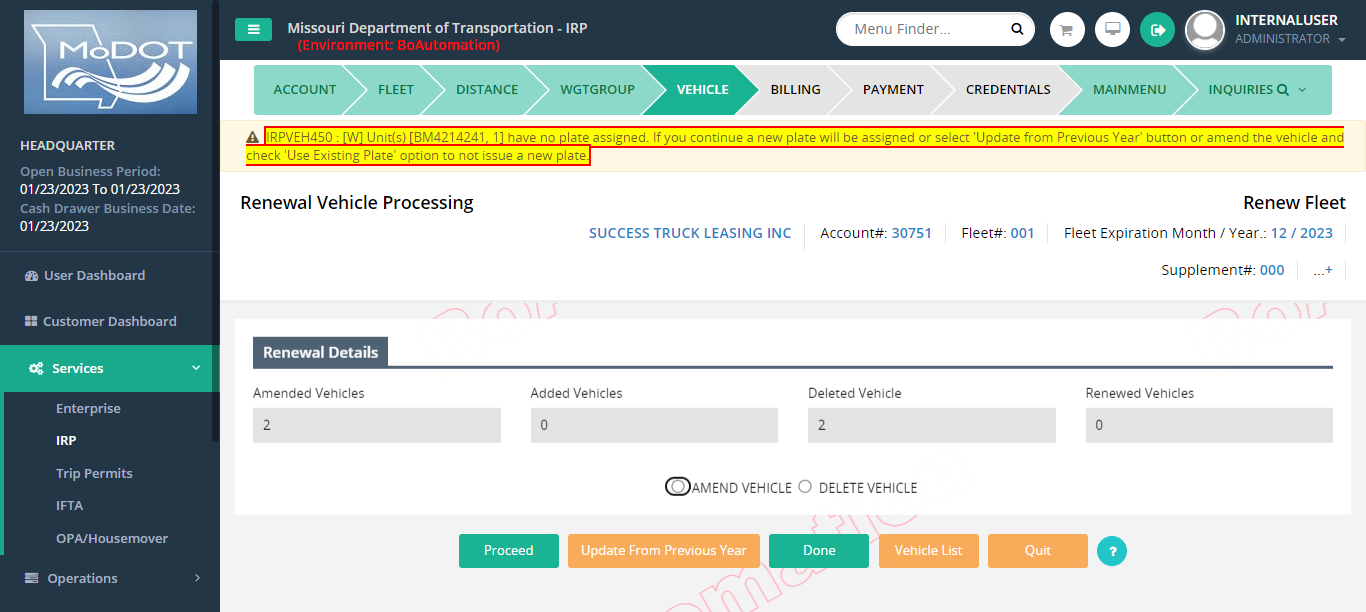 MoDOT
Missouri Department of Transportation - IRP
(Environment: BoAutomation)
Menu Finder...
INTERNALUSER
ADMINISTRATOR
HEADQUARTER
Open Business Period:
01/23/2023 To 01/23/2023
Cash Drawer Business Date:
01/23/2023
User Dashboard
Customer Dashboard
Services
Enterprise
IRP
Trip Permits
IFTA
OPA/Housemover
Operations
ACCOUNT FLEET DISTANCE WGTGROUP VEHICLE BILLING PAYMENT CREDENTIALS MAINMENU INQUIRIES
IRPVEH450 : [W] Unit(s) [BM4214241, 1] have no plate assigned. If you continue a new plate will be assigned or select 'Update from Previous Year' button or amend the vehicle and
check 'Use Existing Plate' option to not issue a new plate.
Renewal Vehicle Processing Renew Fleet
SUCCESS TRUCK LEASING INC Account#: 30751 Fleet#: 001 Fleet Expiration Month / Year.: 12 / 2023
Supplement#: 000 ...+
Renewal Details
Amended Vehicles Added Vehicles Deleted Vehicle Renewed Vehicles
2 0 2 0
AMEND VEHICLE DELETE VEHICLE
Proceed Update From Previous Year Done Vehicle List Quit ?